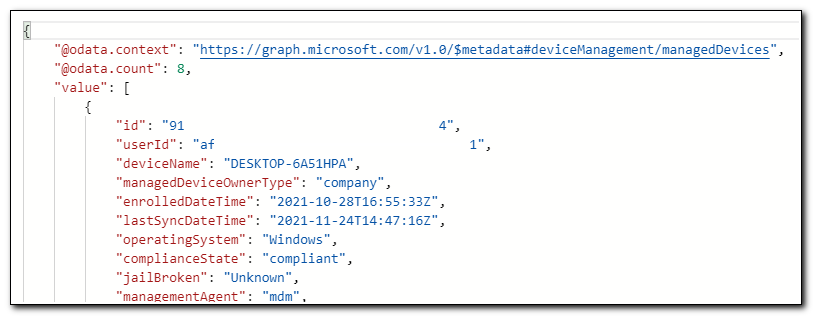 {
"@odata.context": "https://graph.microsoft.com/v1.0/$metadata#deviceManagement/managedDevices",
"@odata.count": 8,
"value": [
{
"id": "91 4",
"userId": "af 1",
"deviceName": "DESKTOP-6A51HPA",
"managedDeviceOwnerType": "company",
"enrolledDateTime": "2021-10-28T16:55:33Z",
"lastSyncDateTime": "2021-11-24T14:47:16Z",
"operatingSystem": "Windows",
"complianceState": "compliant",
"jailBroken": "Unknown",
"managementAgent": "mdm",